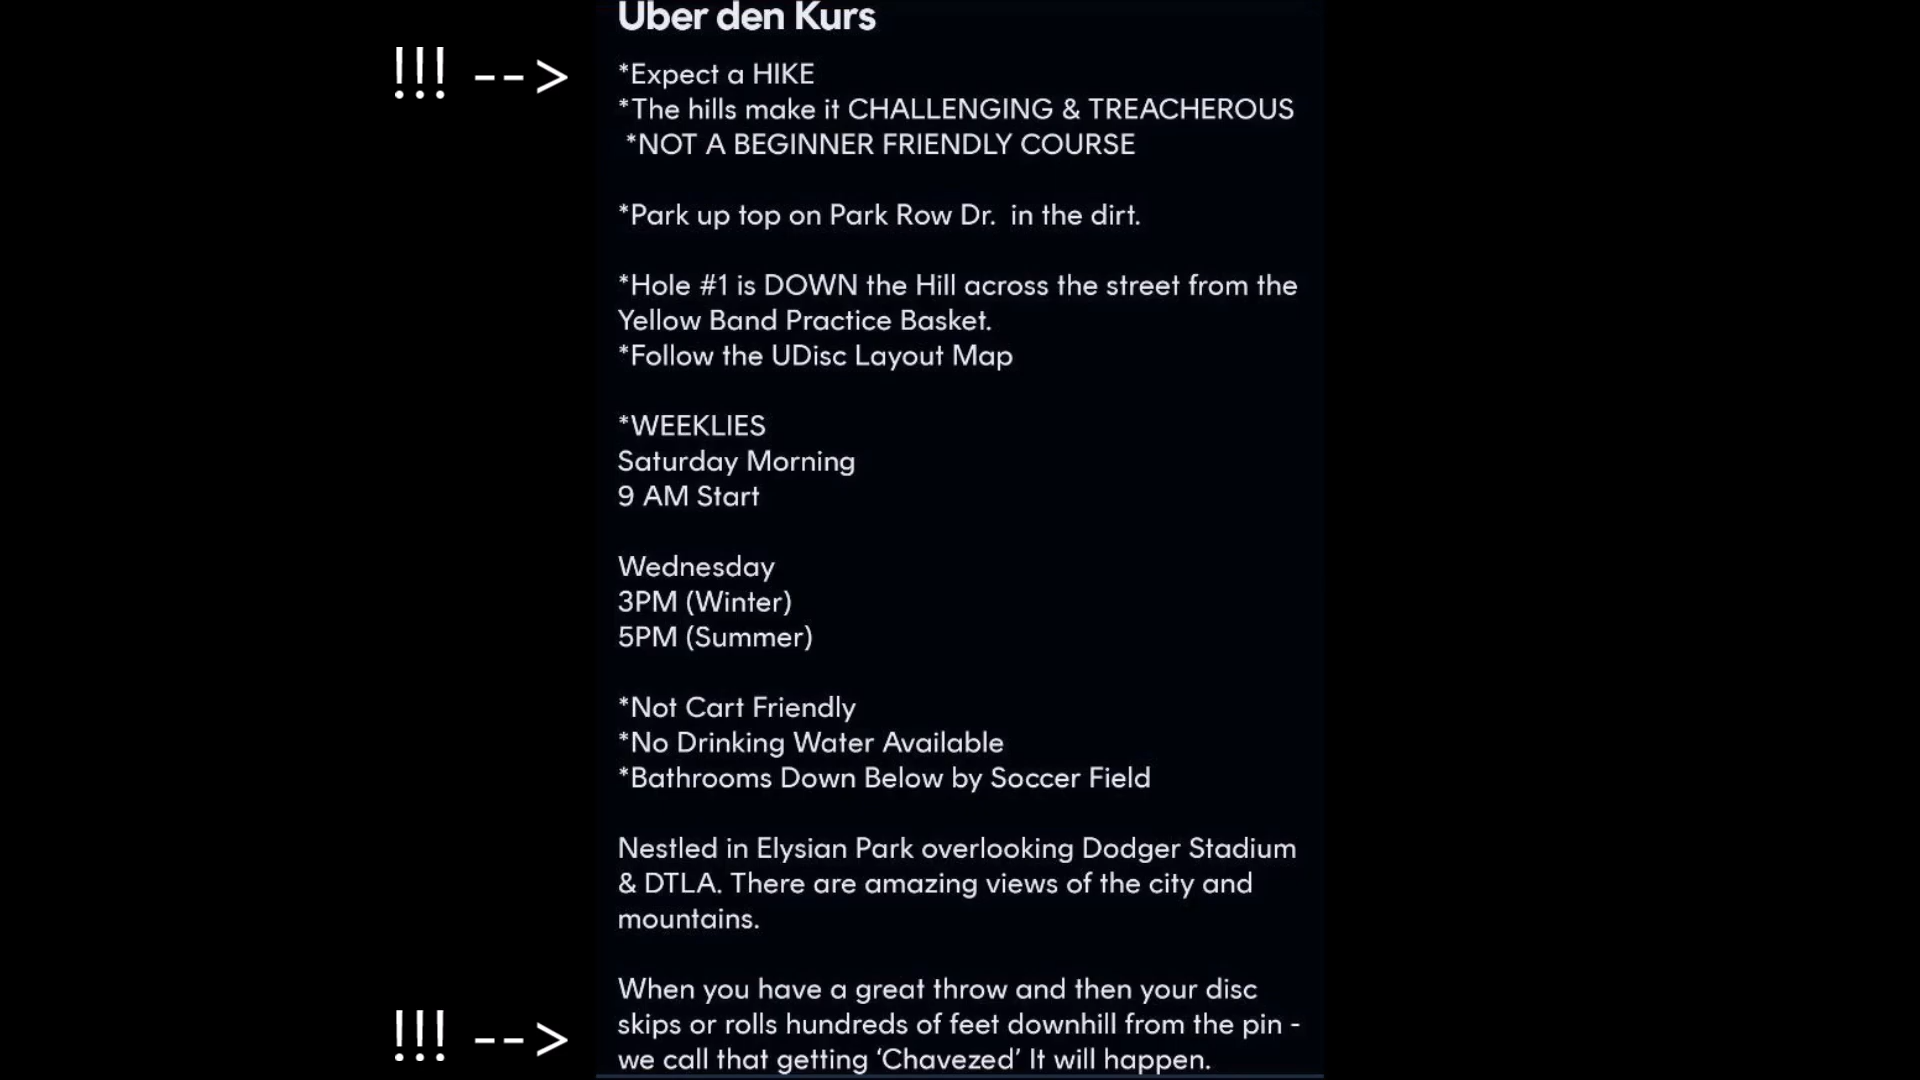 Über den Kurs
!!! --> *Expect a HIKE
*The hills make it CHALLENGING & TREACHEROUS
*NOT A BEGINNER FRIENDLY COURSE
*Park up top on Park Row Dr.  in the dirt.
*Hole #1 is DOWN the Hill across the street from the
Yellow Band Practice Basket.
*Follow the UDisc Layout Map
*WEEKLIES
Saturday Morning
9 AM Start
Wednesday
3PM (Winter)
5PM (Summer)
*Not Cart Friendly
*No Drinking Water Available
*Bathrooms Down Below by Soccer Field
Nestled in Elysian Park overlooking Dodger Stadium
& DTLA. There are amazing views of the city and
mountains.
When you have a great throw and then your disc
!!! --> skips or rolls hundreds of feet downhill from the pin -
we call that getting ‘Chavezed’ It will happen.